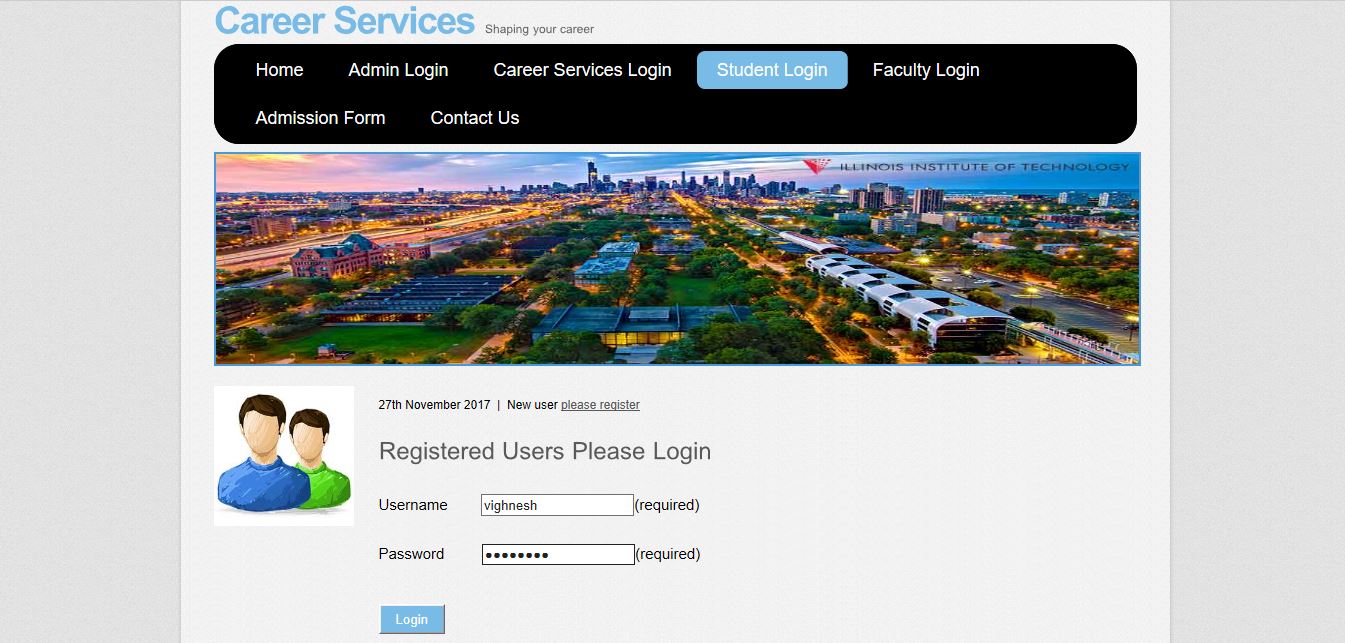 Career Services Shaping your career
Home Admin Login Career Services Login Student Login Faculty Login
Admission Form Contact Us
ILLINOIS INSTITUTE OF TECHNOLOGY
27th November 2017 | New user please register
Registered Users Please Login
Username vighnesh (required)
Password •••••••• (required)
Login